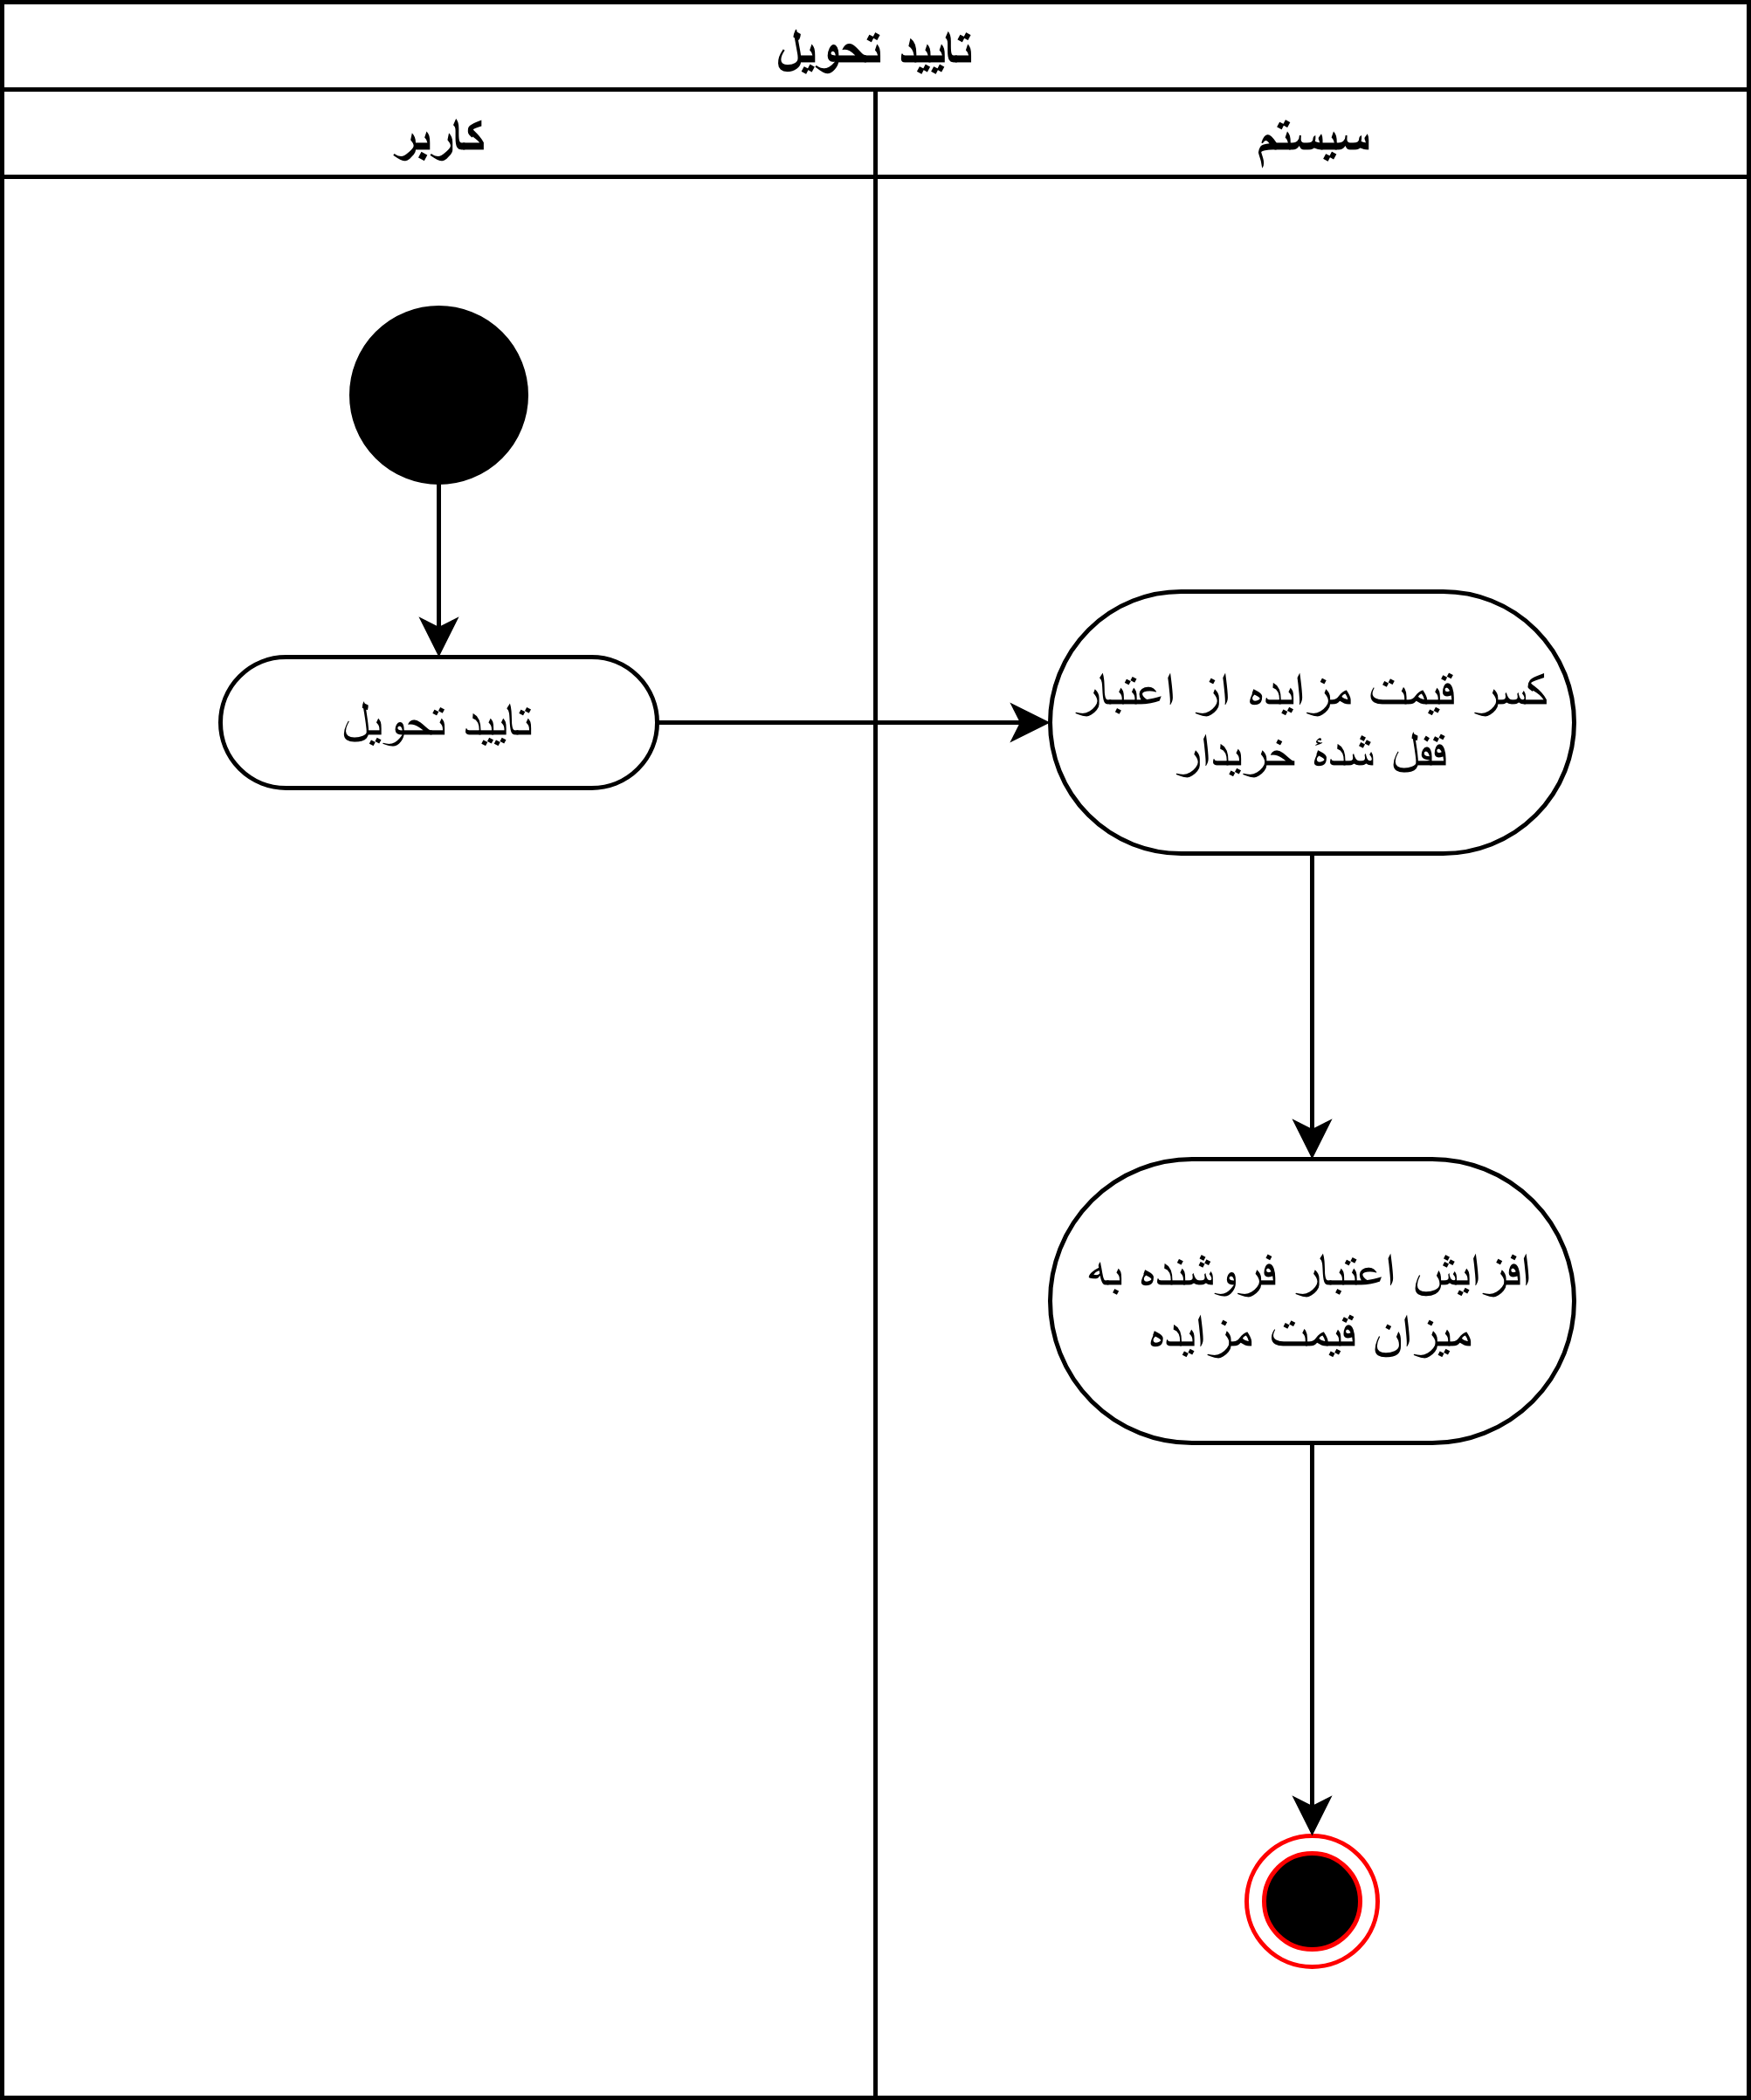 تایید تحویل
کاربر
سیستم
تایید تحویل
کسر قیمت مزایده از اعتبار
قفل شدهٔ خریدار
افزایش اعتبار فروشنده به
میزان قیمت مزایده